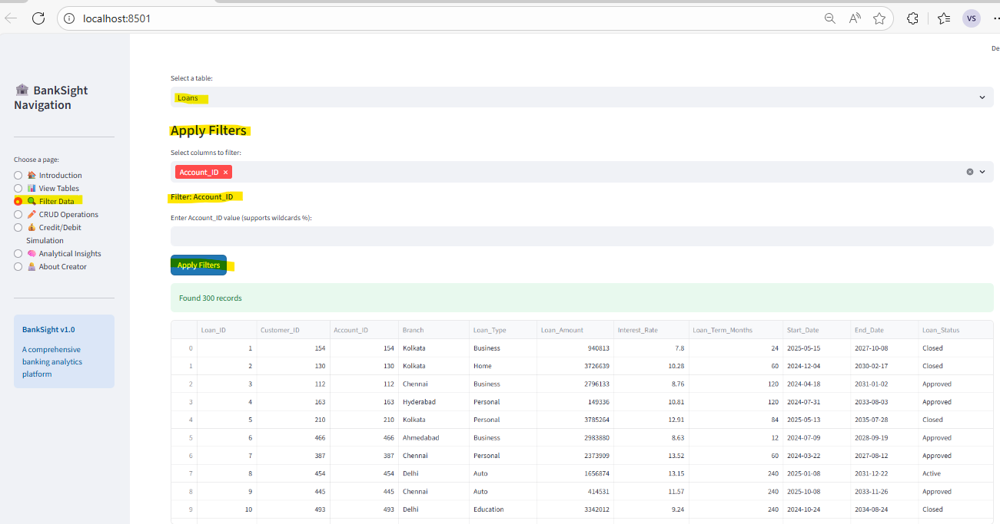 localhost:8501
VS
De
🏦 BankSight
Navigation
Choose a page:
🏠 Introduction
📊 View Tables
🔍 Filter Data
✏️ CRUD Operations
💰 Credit/Debit
Simulation
🧠 Analytical Insights
About Creator
BankSight v1.0
A comprehensive
banking analytics
platform
Select a table:
Loans
Apply Filters
Select columns to filter:
Account_ID ×
Filter: Account_ID
Enter Account_ID value (supports wildcards %):
Apply Filters
Found 300 records
Loan_ID Customer_ID Account_ID Branch Loan_Type Loan_Amount Interest_Rate Loan_Term_Months Start_Date End_Date Loan_Status
0 1 154 154 Kolkata Business 940813 7.8 24 2025-05-15 2027-10-08 Closed
1 2 130 130 Kolkata Home 3726639 10.28 60 2024-12-04 2030-02-17 Closed
2 3 112 112 Chennai Business 2796133 8.76 120 2024-04-18 2031-01-02 Approved
3 4 163 163 Hyderabad Personal 149336 10.81 120 2024-07-31 2033-08-03 Approved
4 5 210 210 Kolkata Personal 3785264 12.91 84 2025-05-13 2035-07-28 Closed
5 6 466 466 Ahmedabad Business 2983880 8.63 12 2024-07-09 2028-09-19 Approved
6 7 387 387 Chennai Personal 2373909 13.52 60 2024-03-22 2027-08-12 Approved
7 8 454 454 Delhi Auto 1656874 13.15 240 2025-01-08 2031-12-22 Active
8 9 445 445 Chennai Auto 414531 11.57 240 2025-10-08 2033-11-26 Approved
9 10 493 493 Delhi Education 3342012 9.24 240 2024-10-24 2034-08-24 Closed